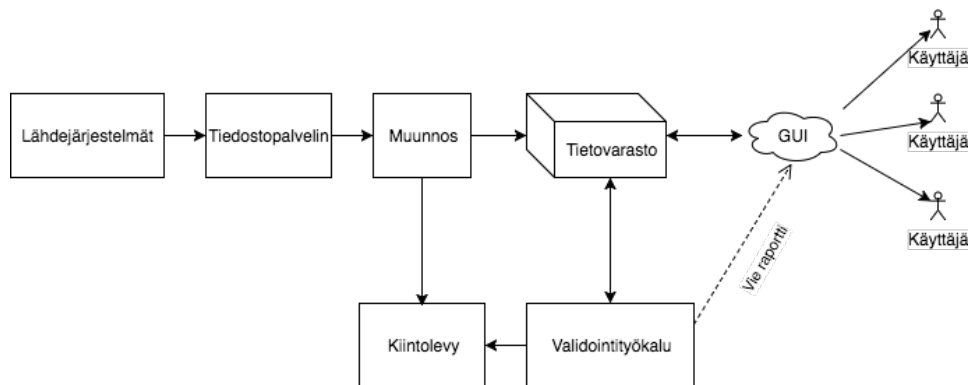 Käyttäjä
Lähdejärjestelmät
Tiedostopalvelin
Muunnos
Tietovarasto
GUI
Käyttäjä
Käyttäjä
Vie raportti
Kiintolevy
Validointityökalu